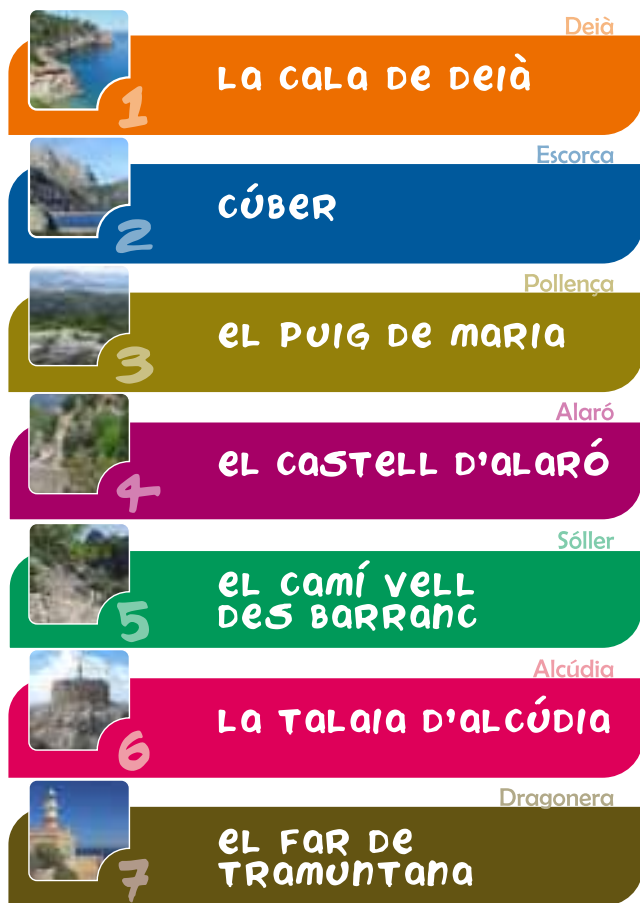 Deià
La cala de Deià
1
Escorca
Cúber
2
Pollença
El Puig de Maria
3
Alaró
El Castell d'Alaró
4
Sóller
El camí vell
des Barranc
5
Alcúdia
La Talaia d'Alcúdia
6
Dragonera
El far de
Tramuntana
7